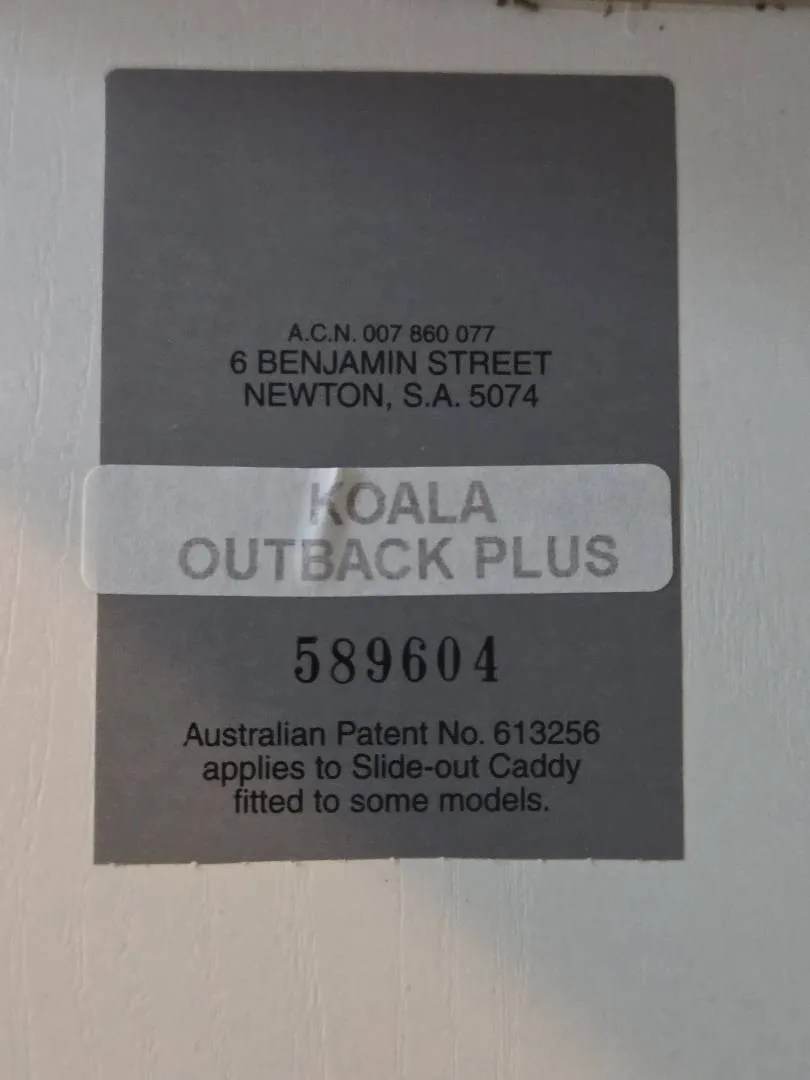 A.C.N. 007 860 077
6 BENJAMIN STREET
NEWTON, S.A. 5074
KOALA
OUTBACK PLUS
589604
Australian Patent No. 613256
applies to Slide-out Caddy
fitted to some models.